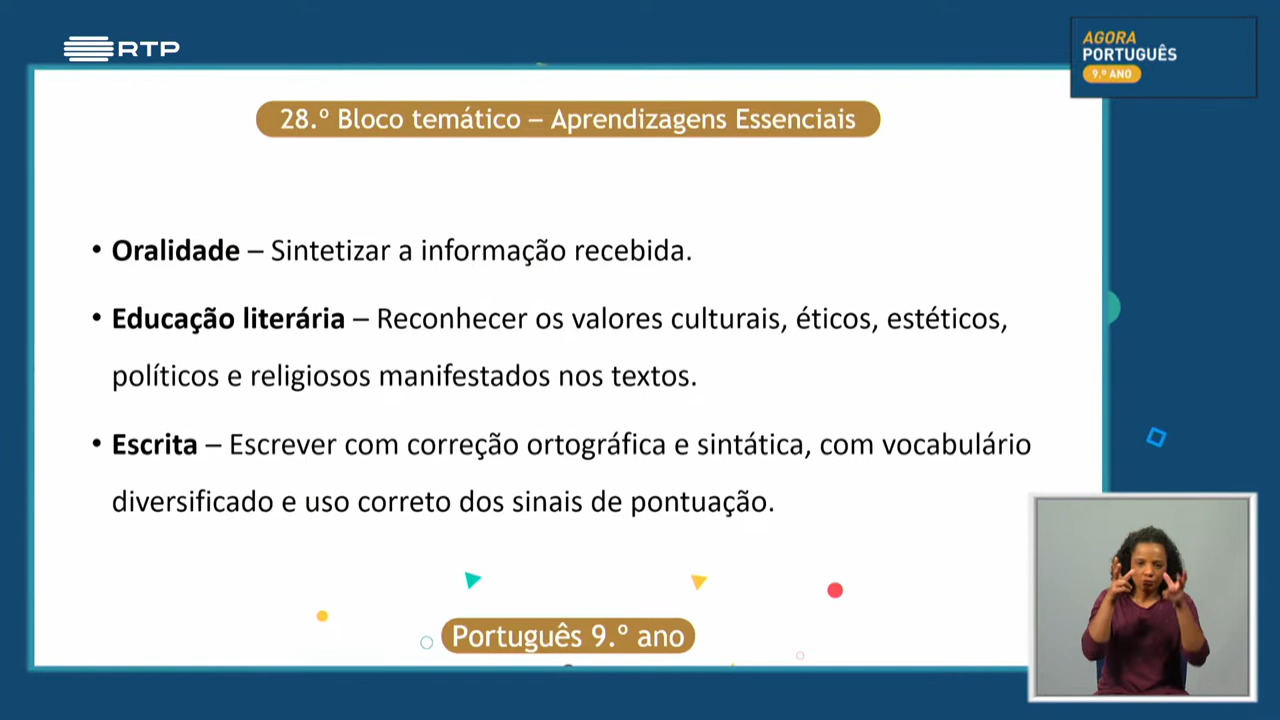 RTP
AGORA
PORTUGUÊS
9.º ANO
28.º Bloco temático – Aprendizagens Essenciais
• Oralidade – Sintetizar a informação recebida.
• Educação literária – Reconhecer os valores culturais, éticos, estéticos,
políticos e religiosos manifestados nos textos.
• Escrita – Escrever com correção ortográfica e sintática, com vocabulário
diversificado e uso correto dos sinais de pontuação.
Português 9.º ano